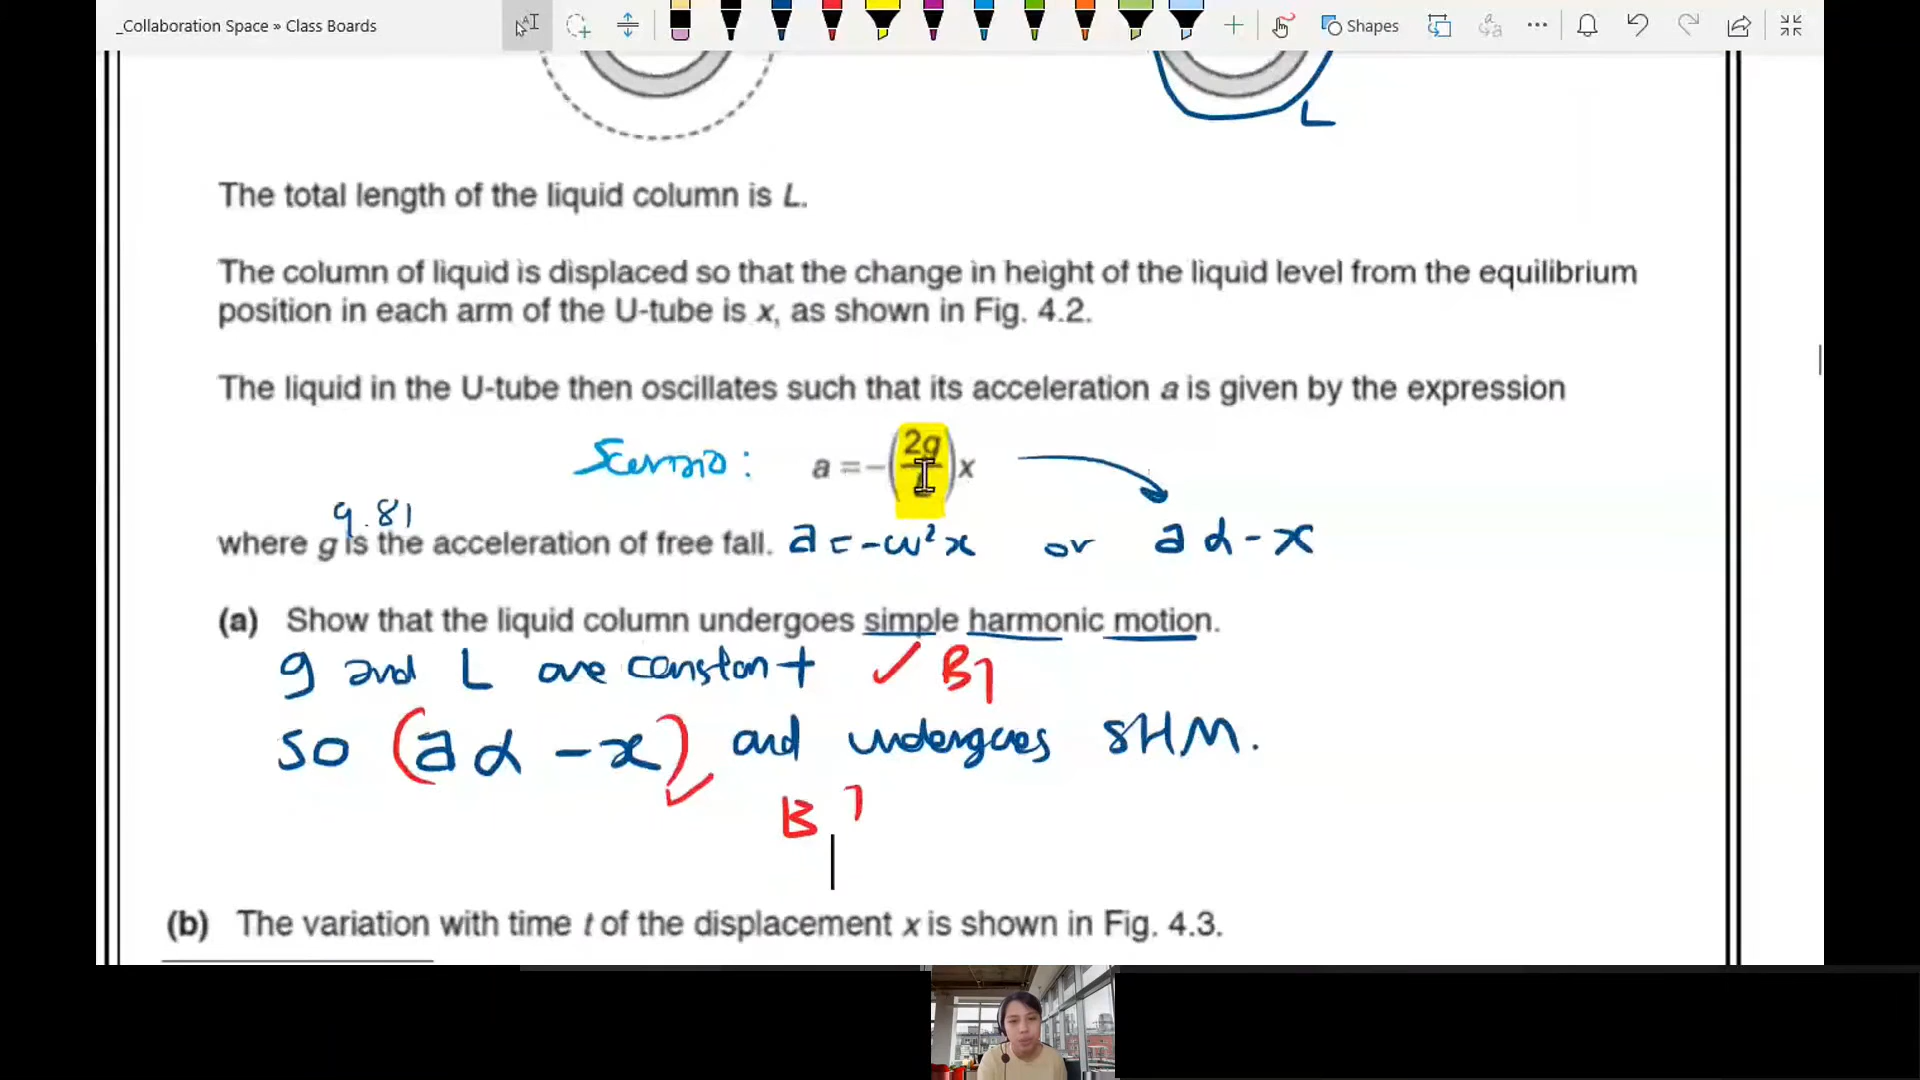 _Collaboration Space » Class Boards
Shapes
L
The total length of the liquid column is L.
The column of liquid is displaced so that the change in height of the liquid level from the equilibrium
position in each arm of the U-tube is x, as shown in Fig. 4.2.
The liquid in the U-tube then oscillates such that its acceleration a is given by the expression
a = −(2g/L)x
9.81
where g is the acceleration of free fall. a = -ω²x or a α - x
(a) Show that the liquid column undergoes simple harmonic motion.
g and L are constant ✓ B1
so (a α - x) and undergoes SHM.
✓ B1
(b) The variation with time t of the displacement x is shown in Fig. 4.3.